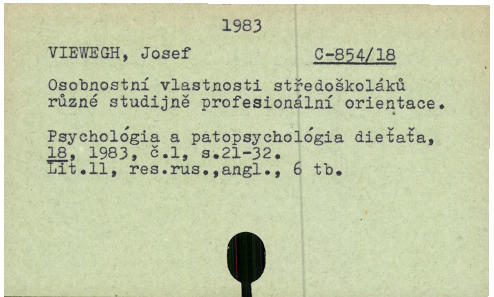 1983
VIEWEGH, Josef C-854/18
Osobnostní vlastnosti středoškoláků
různé studijně profesionální orientace.
Psychológia a patopsychológia dieťaťa,
18, 1983, č.1, s.21-32.
Lit.11, res.rus.,angl., 6 tb.